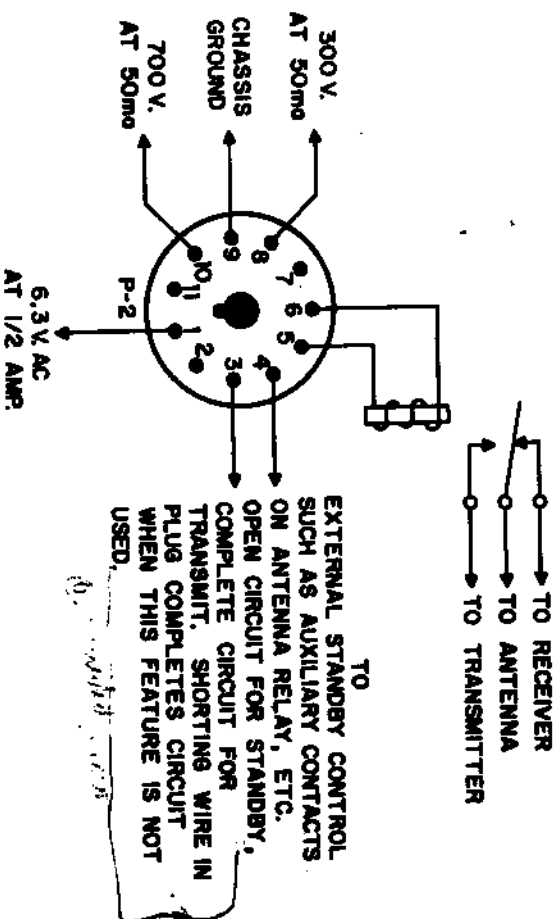 TO RECEIVER
TO ANTENNA
TO TRANSMITTER
300 V.
AT 50ma
CHASSIS
GROUND
700 V.
AT 50ma
6
7
5
8
4
9
3
10
2
11
1
P-2
6.3 V. AC
AT 1/2 AMP.
TO
EXTERNAL STANDBY CONTROL
SUCH AS AUXILIARY CONTACTS
ON ANTENNA RELAY, ETC.
OPEN CIRCUIT FOR STANDBY,
COMPLETE CIRCUIT FOR
TRANSMIT. SHORTING WIRE IN
PLUG COMPLETES CIRCUIT
WHEN THIS FEATURE IS NOT
USED.